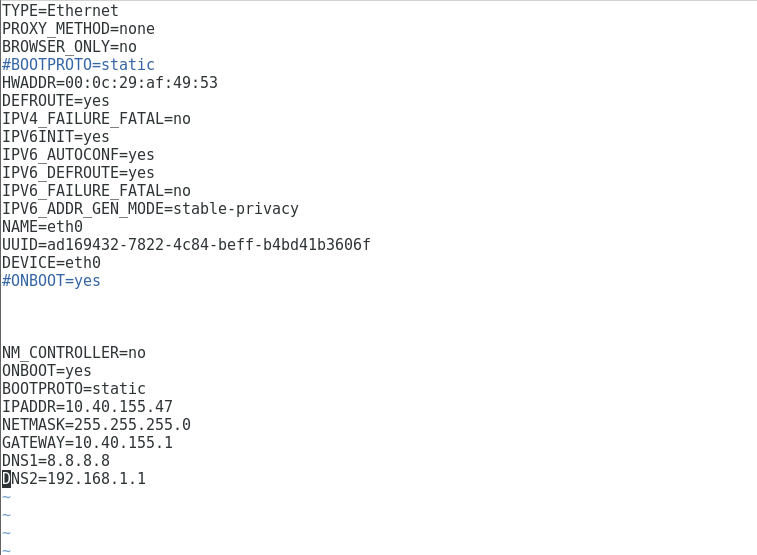 TYPE=Ethernet
PROXY_METHOD=none
BROWSER_ONLY=no
#BOOTPROTO=static
HWADDR=00:0c:29:af:49:53
DEFROUTE=yes
IPV4_FAILURE_FATAL=no
IPV6INIT=yes
IPV6_AUTOCONF=yes
IPV6_DEFROUTE=yes
IPV6_FAILURE_FATAL=no
IPV6_ADDR_GEN_MODE=stable-privacy
NAME=eth0
UUID=ad169432-7822-4c84-beff-b4bd41b3606f
DEVICE=eth0
#ONBOOT=yes
NM_CONTROLLER=no
ONBOOT=yes
BOOTPROTO=static
IPADDR=10.40.155.47
NETMASK=255.255.255.0
GATEWAY=10.40.155.1
DNS1=8.8.8.8
DNS2=192.168.1.1
~
~
~
~